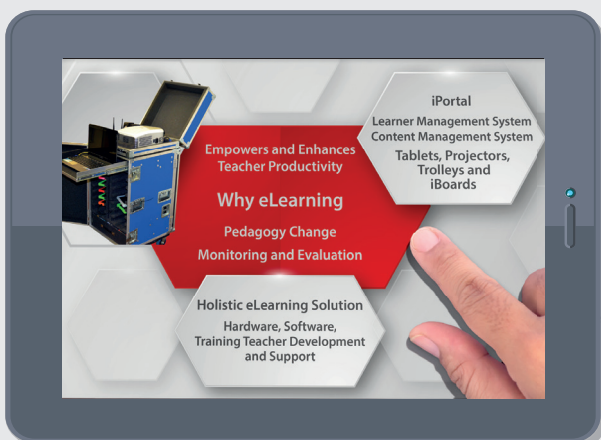 iPortal
Learner Management System
Content Management System
Tablets, Projectors,
Trolleys and
iBoards
Empowers and Enhances
Teacher Productivity
Why eLearning
Pedagogy Change
Monitoring and Evaluation
Holistic eLearning Solution
Hardware, Software,
Training Teacher Development
and Support